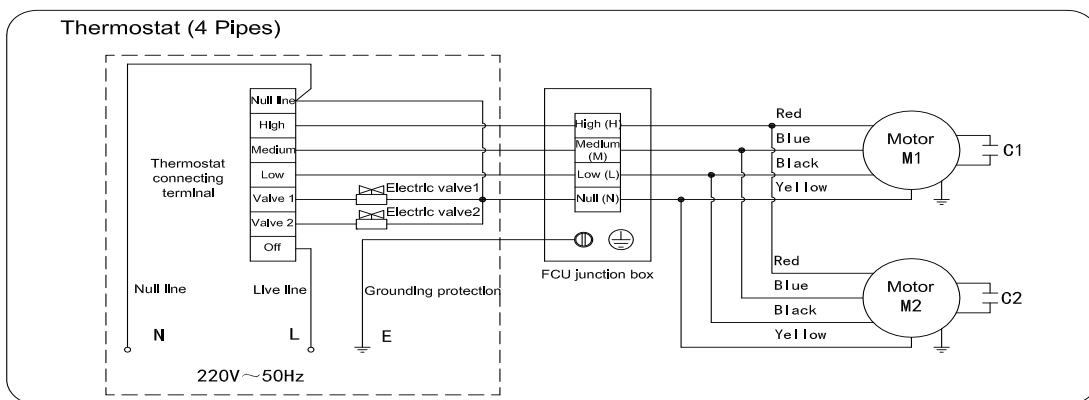 Thermostat (4 Pipes)
Null line
High
Medium
Low
Valve 1
Valve 2
Off
Thermostat
connecting
terminal
Electric valve1
Electric valve2
Null line
Live line
Grounding protection
N
L
E
220V～50Hz
High (H)
Medium
(M)
Low (L)
Null (N)
FCU junction box
Red
Blue
Black
Yellow
Motor
M1
C1
Red
Blue
Black
Yellow
Motor
M2
C2